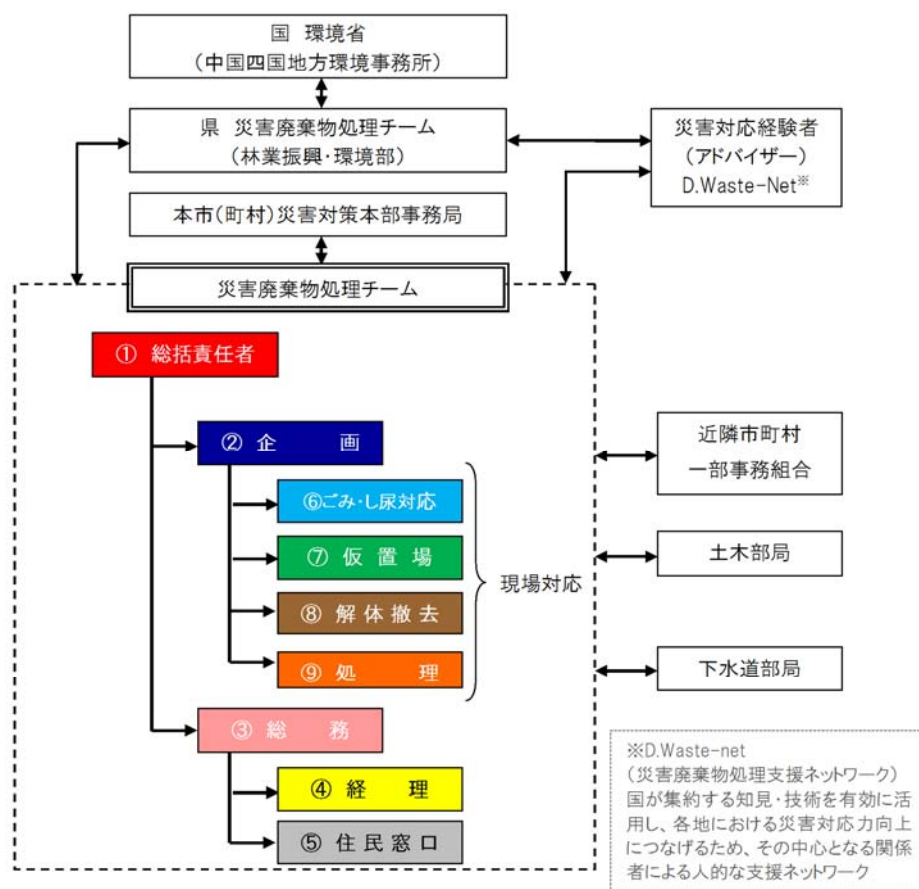 国 環境省
(中国四国地方環境事務所)
県 災害廃棄物処理チーム
(林業振興・環境部)
災害対応経験者
(アドバイザー)
D.Waste-Net※
本市(町村)災害対策本部事務局
災害廃棄物処理チーム
① 総括責任者
② 企 画
⑥ごみ・し尿対応
⑦ 仮 置 場
⑧ 解 体 撤 去
⑨ 処 理
現場対応
③ 総 務
④ 経 理
⑤ 住 民 窓 口
近隣市町村
一部事務組合
土木部局
下水道部局
※D.Waste-net
(災害廃棄物処理支援ネットワーク)
国が集約する知見・技術を有効に活
用し、各地における災害対応力向上
につなげるため、その中心となる関係
者による人的な支援ネットワーク